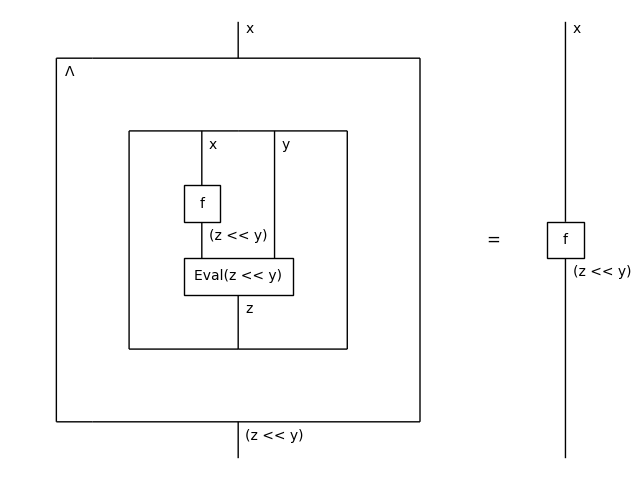 x
Λ
x y
f
(z << y)
Eval(z << y)
z
(z << y)
=
x
f
(z << y)